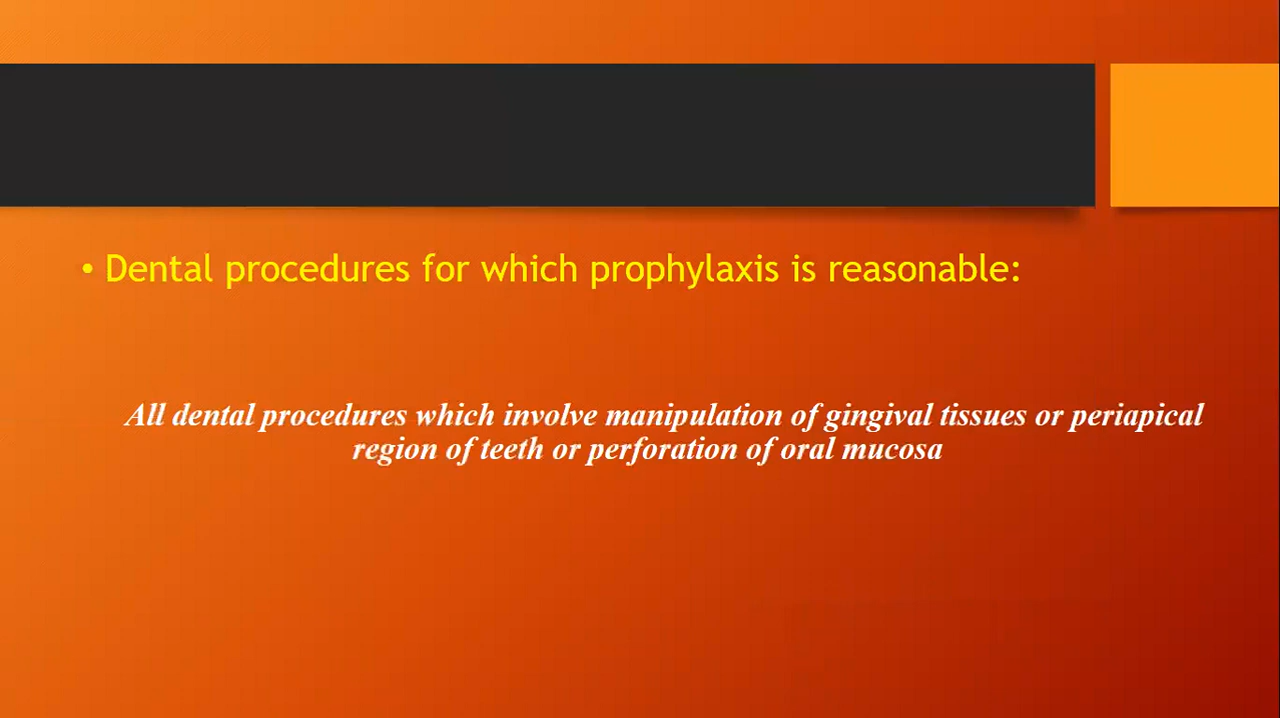 • Dental procedures for which prophylaxis is reasonable:
All dental procedures which involve manipulation of gingival tissues or periapical
region of teeth or perforation of oral mucosa